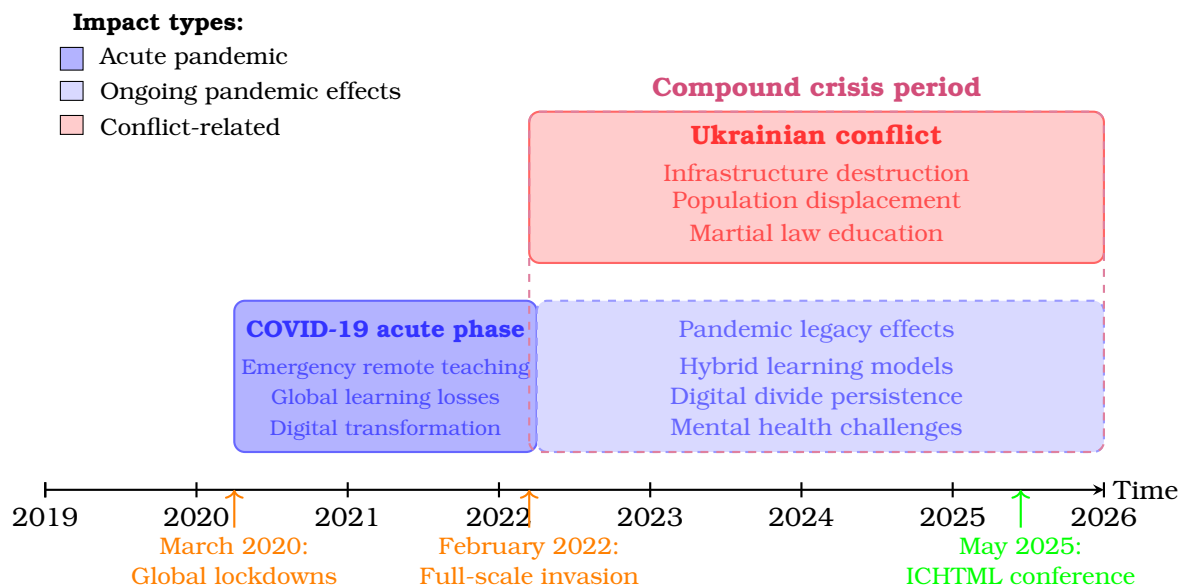 Impact types:
Acute pandemic
Ongoing pandemic effects
Conflict-related
Compound crisis period
Ukrainian conflict
Infrastructure destruction
Population displacement
Martial law education
COVID-19 acute phase
Emergency remote teaching
Global learning losses
Digital transformation
Pandemic legacy effects
Hybrid learning models
Digital divide persistence
Mental health challenges
Time
2019 2020 2021 2022 2023 2024 2025 2026
March 2020:
Global lockdowns
February 2022:
Full-scale invasion
May 2025:
ICHTML conference